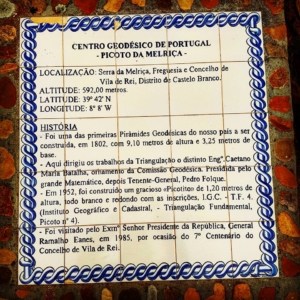 CENTRO GEODÉSICO DE PORTUGAL
- PICOTO DA MELRIÇA -
LOCALIZAÇÃO: Serra da Melriça, Freguesia e Concelho de
Vila de Rei, Distrito de Castelo Branco.
ALTITUDE: 592,00 metros.
LATITUDE: 39º 42' N
LONGITUDE: 8º 8' W
HISTÓRIA
- Foi uma das primeiras Pirâmides Geodésicas do nosso país a ser
construída, em 1802, com 9,10 metros de altura e 3,25 metros de
base.
- Aqui dirigiu os trabalhos da Triangulação o distinto Engº Caetano
Maria Batalha, ornamento da Comissão Geodésica. Presidida pelo
grande Matemático, depois Tenente-General, Pedro Folque.
- Em 1952, foi construído um gracioso «Picotito» de 1,20 metros de
altura, todo branco e redondo com as inscrições, I.G.C. - T.F. 4.
(Instituto Geográfico e Cadastral, - Triangulação Fundamental,
Picoto nº 4).
- Foi visitado pelo Exmº Senhor Presidente da República, General
Ramalho Eanes, em 1985, por ocasião do 7º Centenário do
Concelho de Vila de Rei.